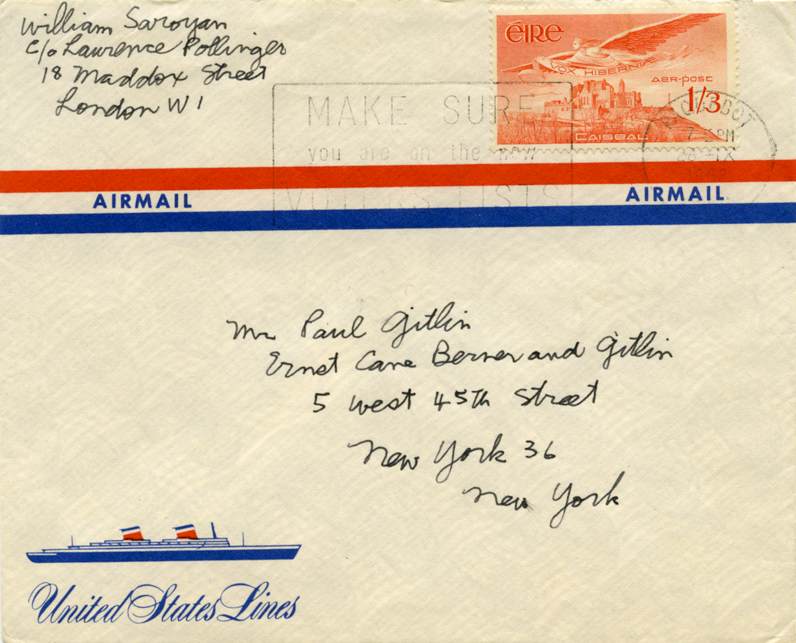 William Saroyan
c/o Lawrence Pollinger
18 Maddox Street
London W1
éIRe
VOX HIBERNIÆ
AER-POST
1/3
CAISEAL
MAKE SURE
you are on the new
VOTERS LISTS
AIRMAIL
AIRMAIL
Mr Paul Gitlin
Ernst Cane Berner and Gitlin
5 West 45th Street
New York 36
New York
United States Lines